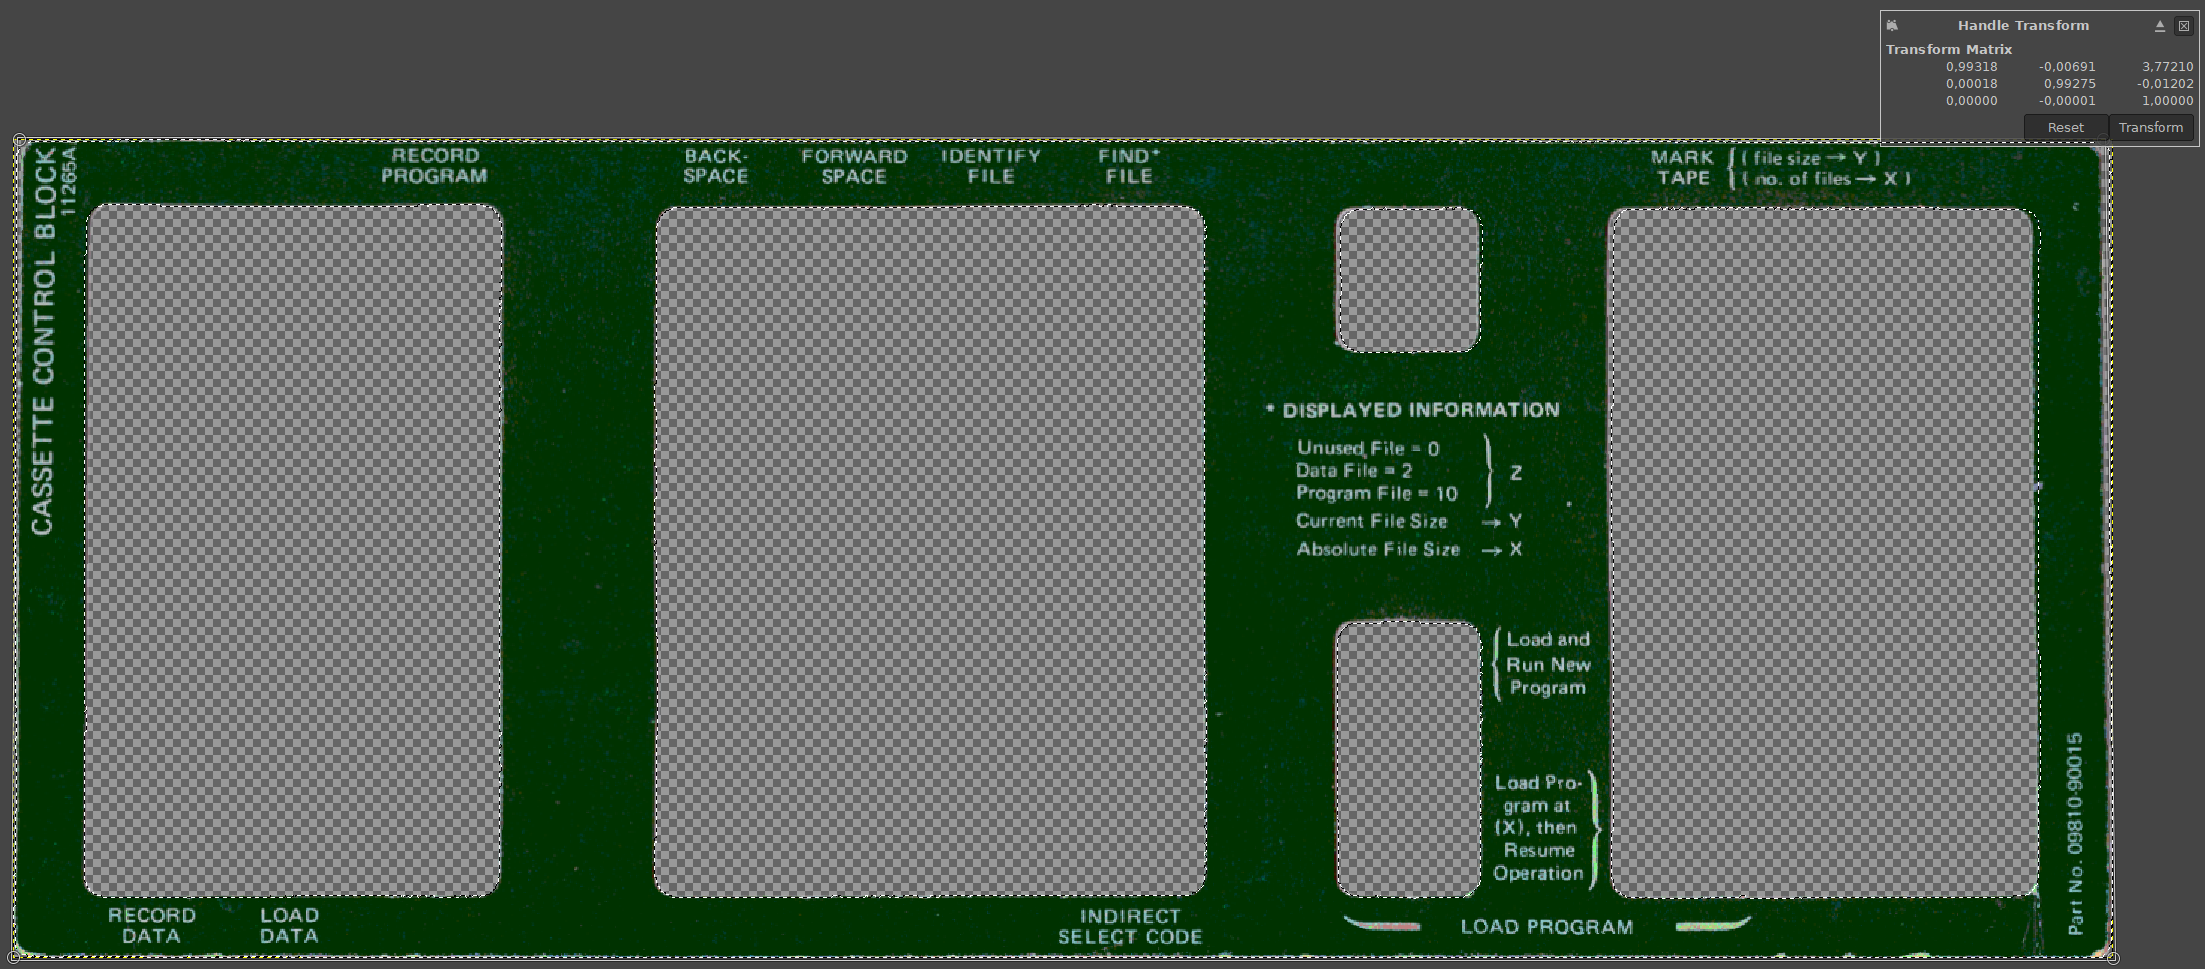 Handle Transform
Transform Matrix
0,99318 -0,00691 3,77210
0,00018 0,99275 -0,01202
0,00000 -0,00001 1,00000
Reset Transform
CASSETTE CONTROL BLOCK
11265A
RECORD
PROGRAM
BACK-
SPACE
FORWARD
SPACE
IDENTIFY
FILE
FIND*
FILE
MARK
TAPE
( file size → Y )
( no. of files → X )
* DISPLAYED INFORMATION
Unused File = 0
Data File = 2
Program File = 10
Z
Current File Size → Y
Absolute File Size → X
Load and
Run New
Program
Load Pro-
gram at
(X), then
Resume
Operation
RECORD
DATA
LOAD
DATA
INDIRECT
SELECT CODE
LOAD PROGRAM
Part No. 09810-90015